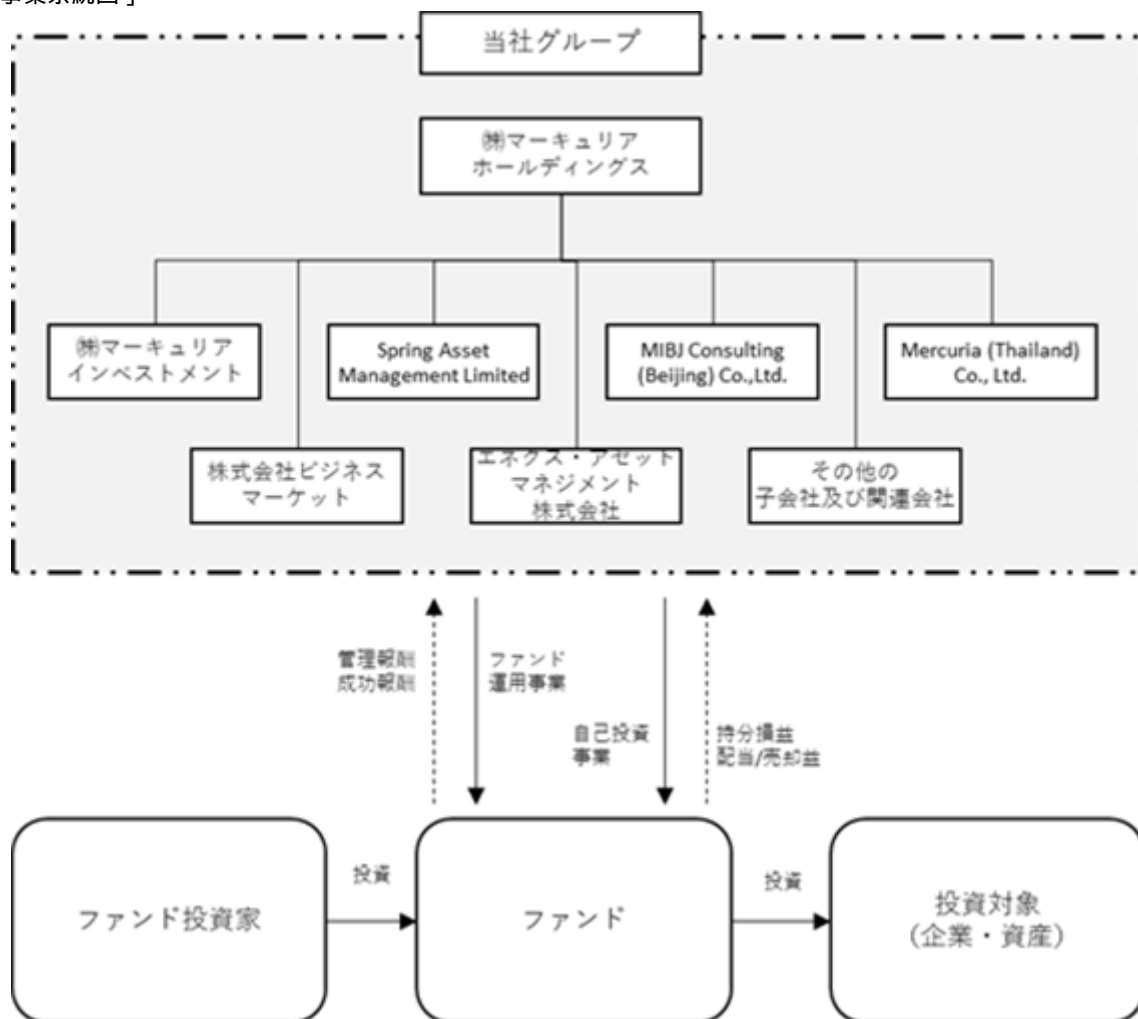 当社グループ
㈱マーキュリア
ホールディングス
㈱マーキュリア
インベストメント
Spring Asset
Management Limited
MIBJ Consulting
(Beijing) Co.,Ltd.
Mercuria (Thailand)
Co., Ltd.
株式会社ビジネス
マーケット
エネクス・アセット
マネジメント
株式会社
その他の
子会社及び関連会社
管理報酬
成功報酬
ファンド
運用事業
自己投資
事業
持分損益
配当/売却益
ファンド投資家
投資
ファンド
投資
投資対象
(企業・資産)